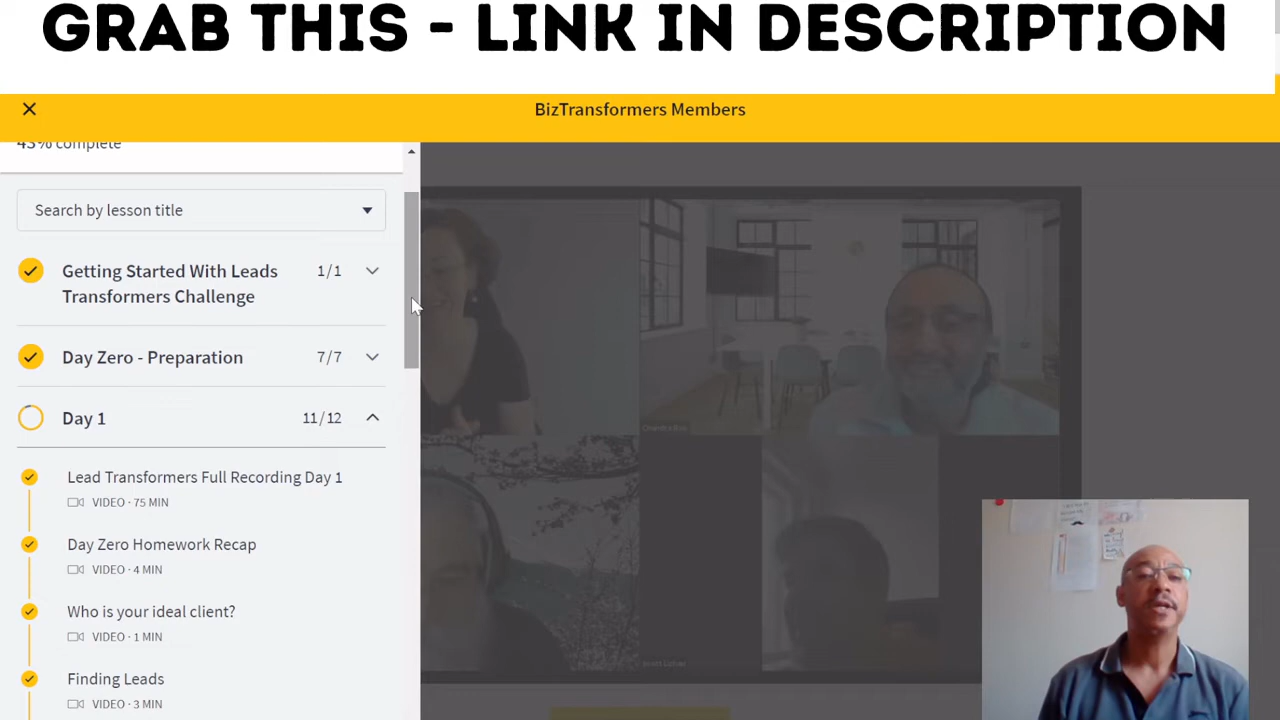 GRAB THIS - LINK IN DESCRIPTION
BizTransformers Members
43% complete
Search by lesson title
Getting Started With Leads 1/1
Transformers Challenge
Day Zero - Preparation 7/7
Day 1 11/12
Lead Transformers Full Recording Day 1
VIDEO · 75 MIN
Day Zero Homework Recap
VIDEO · 4 MIN
Who is your ideal client?
VIDEO · 1 MIN
Finding Leads
VIDEO · 3 MIN